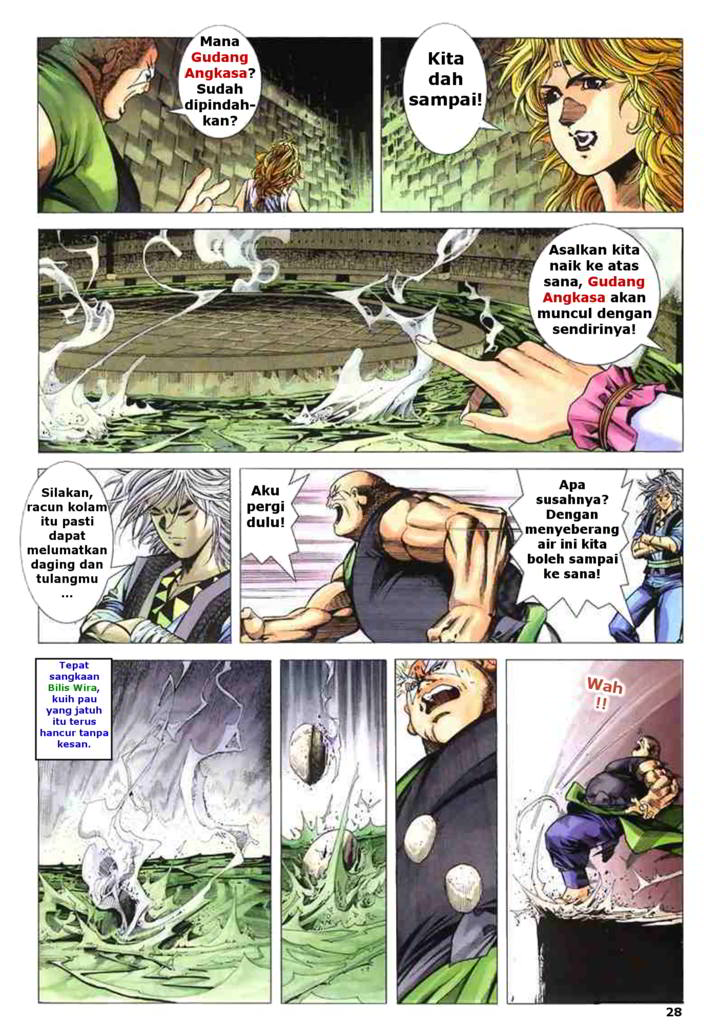 Mana
Gudang
Angkasa?
Sudah
dipindah-
kan?
Kita
dah
sampai!
Asalkan kita
naik ke atas
sana, Gudang
Angkasa akan
muncul dengan
sendirinya!
Silakan,
racun kolam
itu pasti
dapat
melumatkan
daging dan
tulangmu
...
Aku
pergi
dulu!
Apa
susahnya?
Dengan
menyeberang
air ini kita
boleh sampai
ke sana!
Tepat
sangkaan
Bilis Wira,
kuih pau
yang jatuh
itu terus
hancur tanpa
kesan.
Wah
!!
28